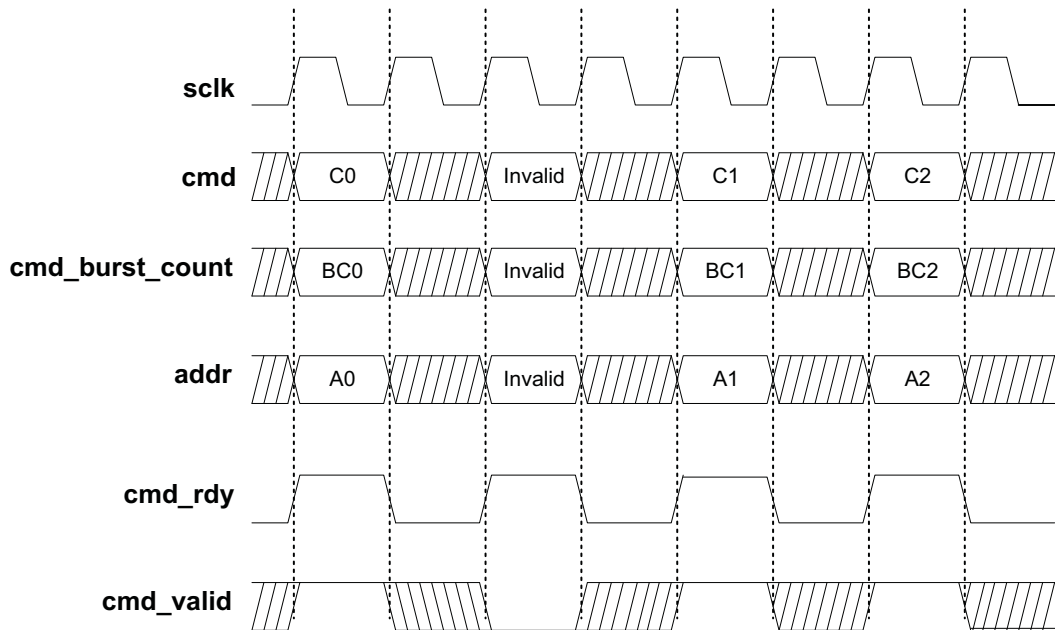 sclk
cmd C0 Invalid C1 C2
cmd_burst_count BC0 Invalid BC1 BC2
addr A0 Invalid A1 A2
cmd_rdy
cmd_valid